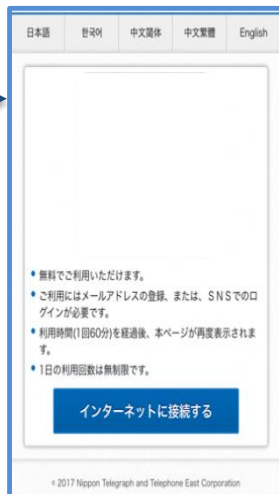 日本語 한국어 中文简体 中文繁體 English
無料でご利用いただけます。
ご利用にはメールアドレスの登録、または、SNSでのロ
グインが必要です。
利用時間(1回60分)を経過後、本ページが再度表示されま
す。
1日の利用回数は無制限です。
インターネットに接続する
© 2017 Nippon Telegraph and Telephone East Corporation